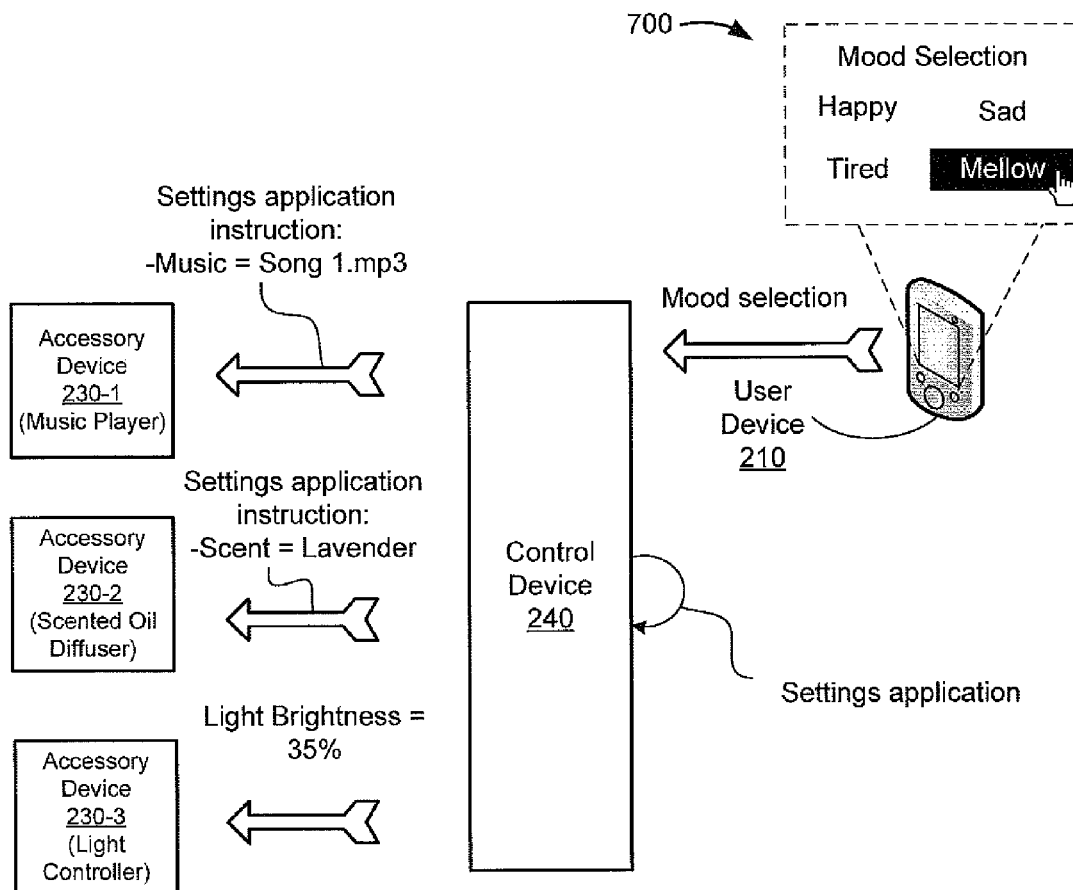 700
Mood Selection
Happy
Sad
Tired
Mellow
Settings application
instruction:
-Music = Song 1.mp3
Mood selection
Accessory
Device
230-1
(Music Player)
User
Device
210
Settings application
instruction:
-Scent = Lavender
Accessory
Device
230-2
(Scented Oil
Diffuser)
Control
Device
240
Settings application
Light Brightness =
35%
Accessory
Device
230-3
(Light
Controller)